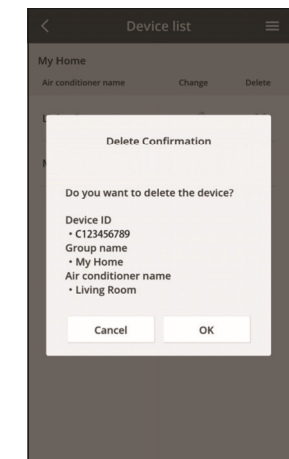 Device list
My Home
Air conditioner name Change Delete
Delete Confirmation
Do you want to delete the device?
Device ID
• C123456789
Group name
• My Home
Air conditioner name
• Living Room
Cancel OK